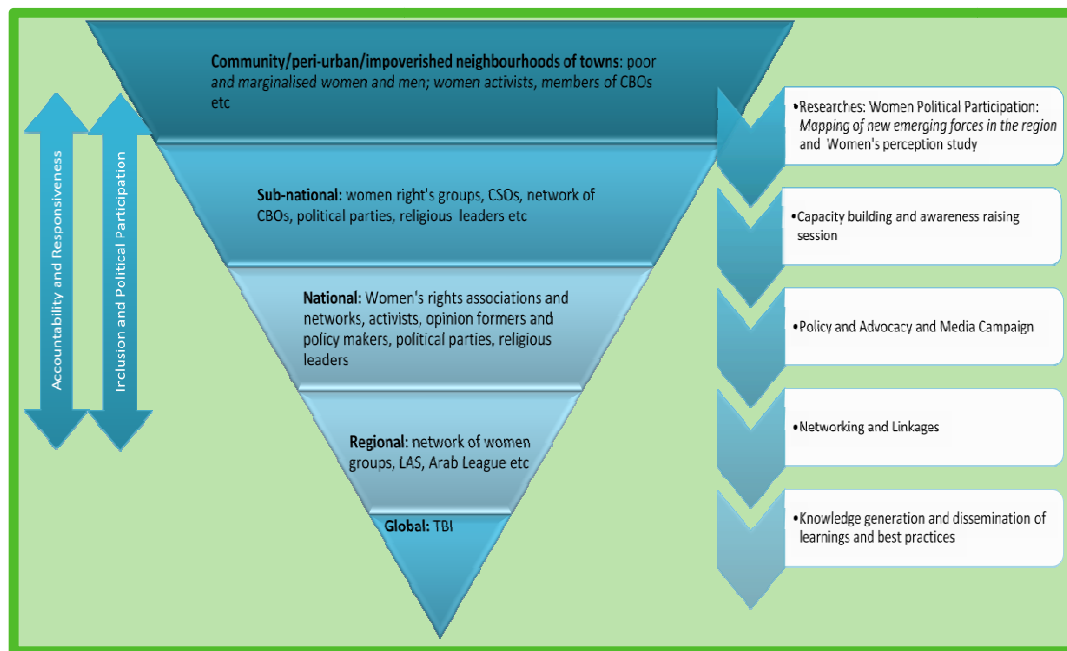 Community/peri-urban/impoverished neighbourhoods of towns: poor
and marginalised women and men; women activists, members of CBOs
etc
Sub-national: women right's groups, CSOs, network of
CBOs, political parties, religious leaders etc
National: Women's rights associations and
networks, activists, opinion formers and
policy makers, political parties, religious
leaders
Regional: network of women
groups, LAS, Arab League etc
Global: TBI
Accountability and Responsiveness
Inclusion and Political Participation
•Researches: Women Political Participation:
Mapping of new emerging forces in the region
and Women's perception study
•Capacity building and awareness raising
session
•Policy and Advocacy and Media Campaign
•Networking and Linkages
•Knowledge generation and dissemination of
learnings and best practices